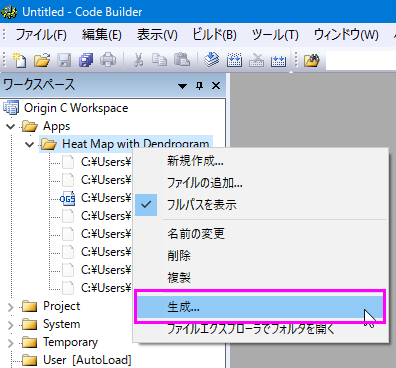 Untitled - Code Builder
ファイル(F) 編集(E) 表示(V) ビルド(B) ツール(T) ウィンドウ(W)
ワークスペース
Origin C Workspace
Apps
Heat Map with Dendrogram
C:¥Users¥
C:¥Users¥
C:¥Users¥
C:¥Users¥
C:¥Users¥
C:¥Users¥
C:¥Users¥
Project
System
Temporary
User [AutoLoad]
新規作成...
ファイルの追加...
フルパスを表示
名前の変更
削除
複製
生成...
ファイルエクスプローラでフォルダを開く